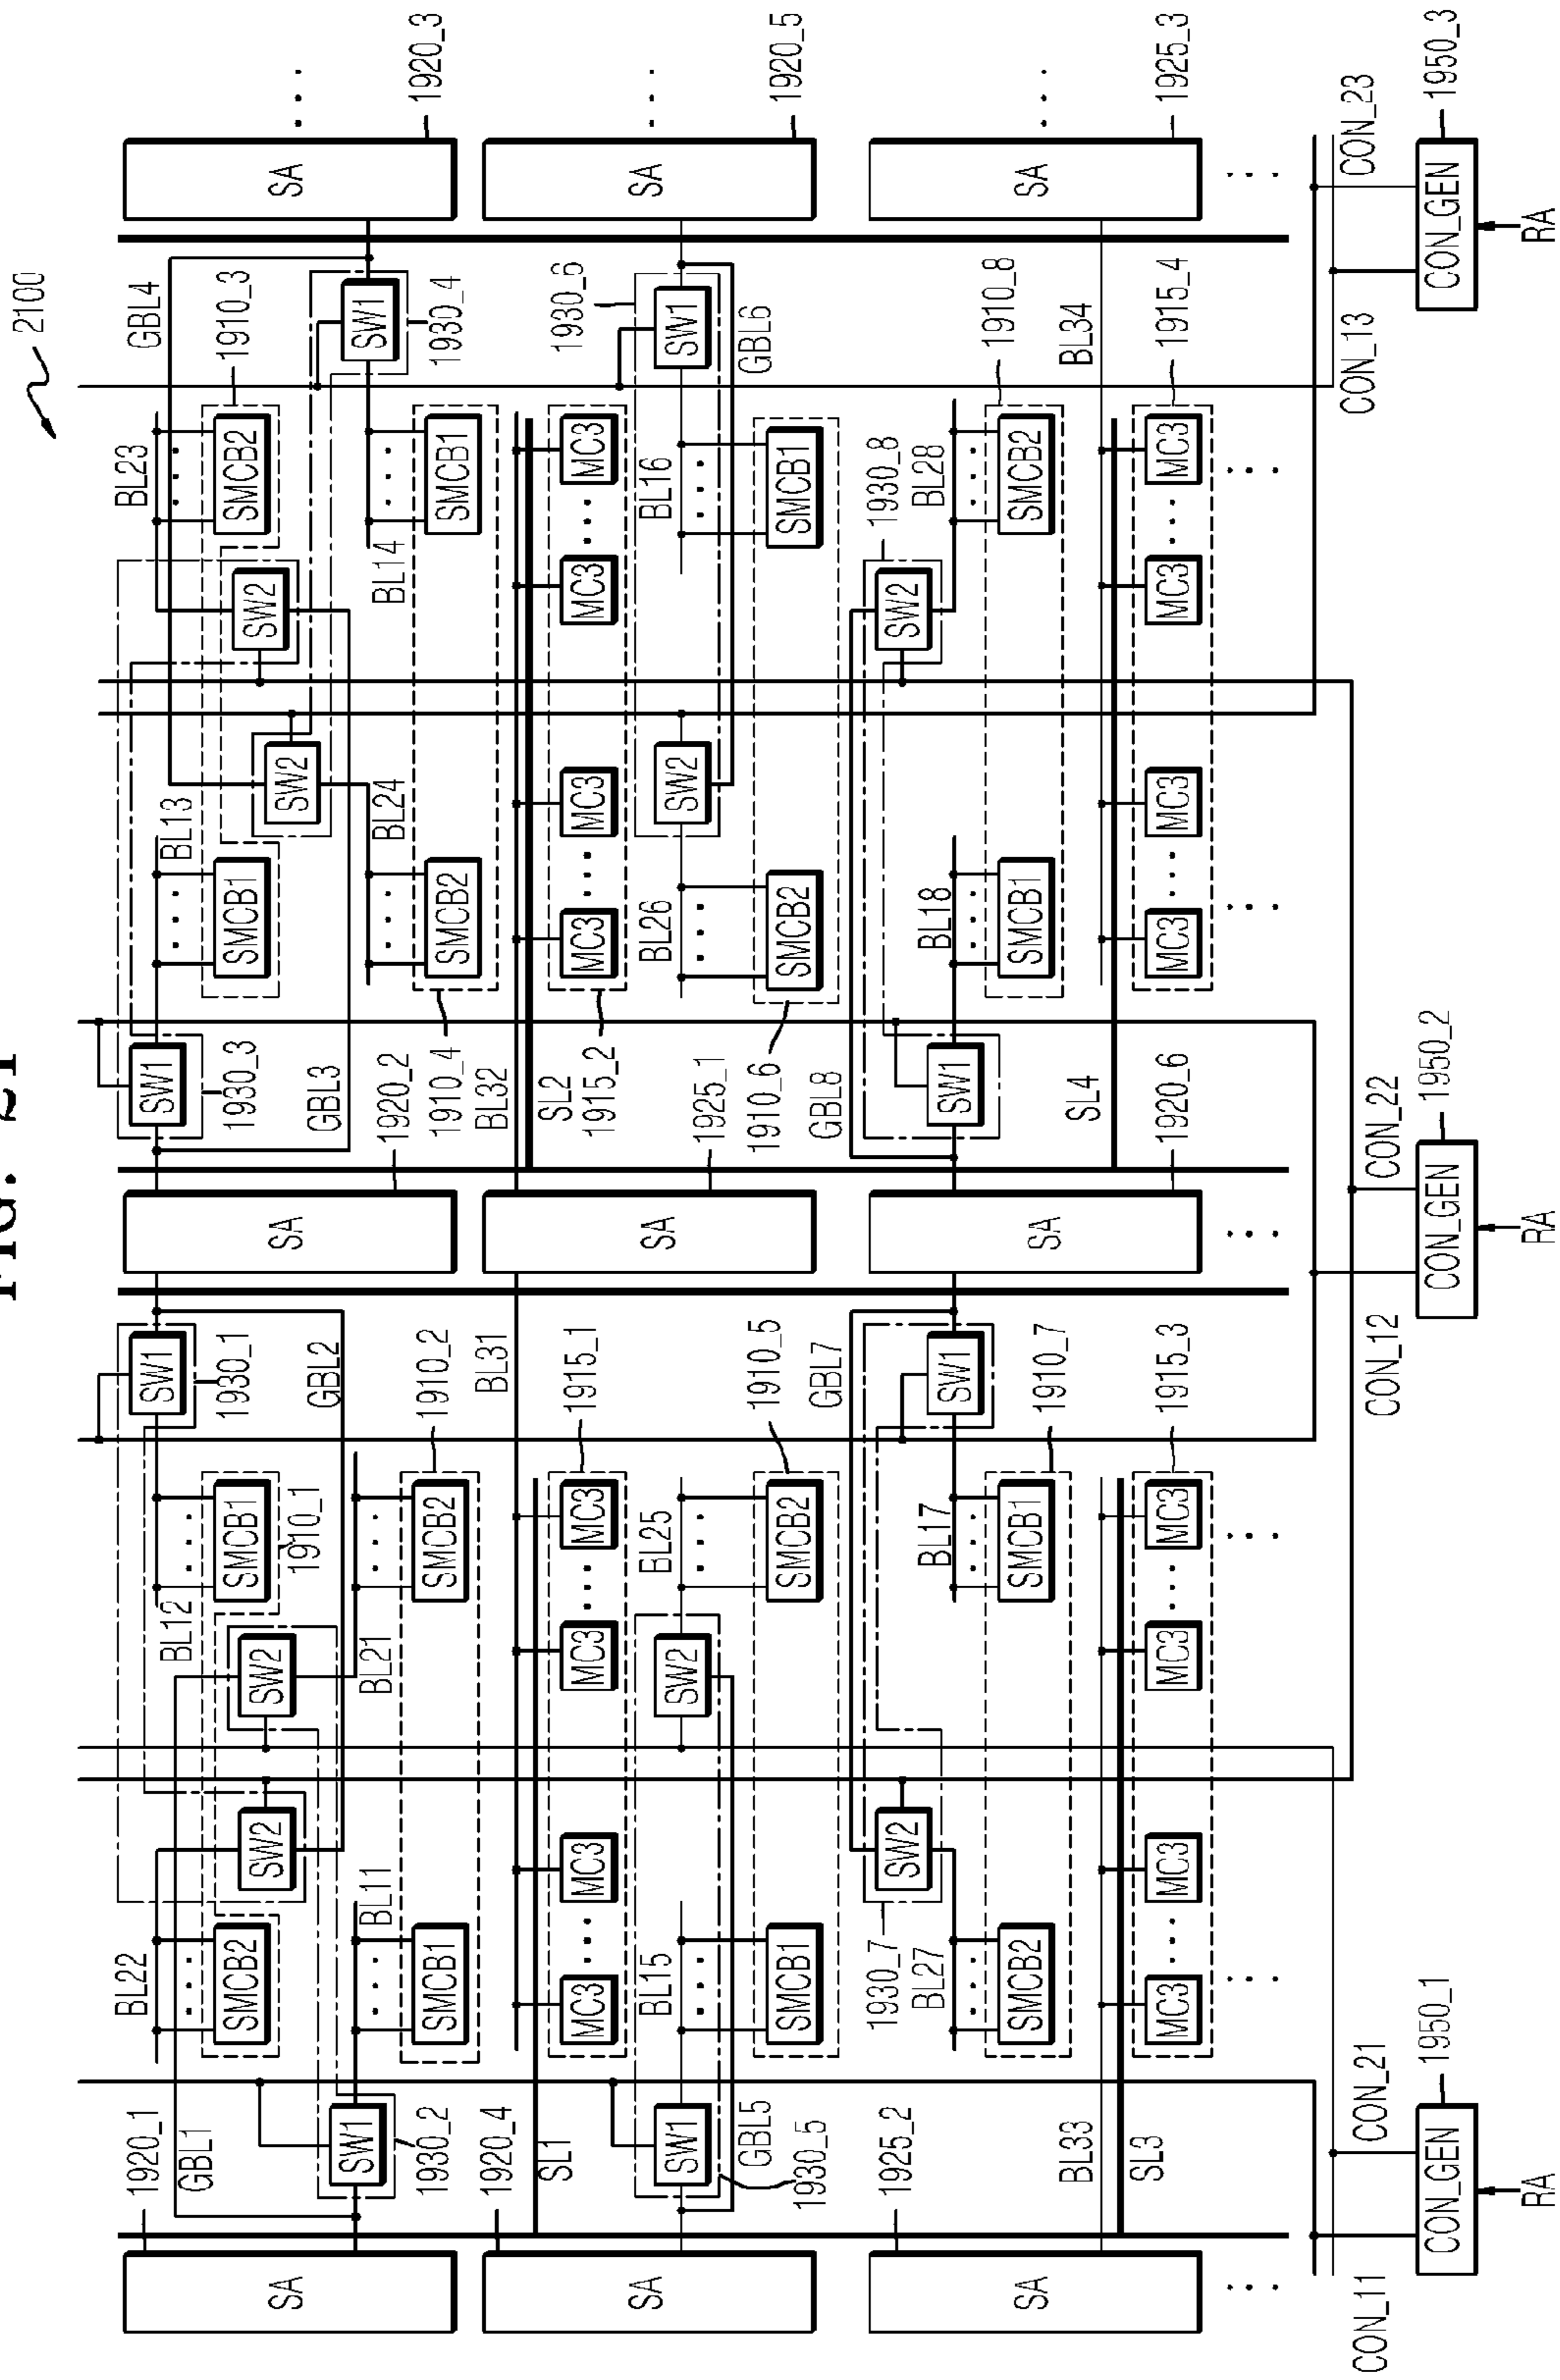 FIG. 21
2100
1920_1 BL22 BL23 GBL4
SW1 SW1
GBL1 BL12 BL13
1930_1 1930_3 1910_3
SMCB2 SMCB1 SMCB1 SMCB2
SW2 SW2 SW2 SW2
SA 1910_1 SA SA
GBL2 GBL3
SW1 SW1
BL11 BL21 BL24 BL14
1920_2
1930_2 1910_2 1910_4 1930_4 1920_3
SMCB1 SMCB2 SMCB2 SMCB1
1920_4 BL31 BL32
SL1 SL2
1915_1 1915_2 1930_6
MC3 MC3 MC3 MC3 MC3 MC3 MC3 MC3
BL15 BL25 BL26 BL16
SA SA SA
SW1 SW2 SW2 SW1
1925_1
GBL5 1910_5 1910_6 GBL6
SMCB1 SMCB2 SMCB2 SMCB1 1920_5
1930_5 GBL7 GBL8
1925_2 1930_7 1930_8
SW2 SW2
BL27 BL17 BL18 BL28
SW1 SW1
1910_8
SMCB2 SMCB1 SMCB1 SMCB2
SA 1910_7 SA SA
BL33 SL4 BL34
SL3
1915_3 1920_6 1915_4 1925_3
MC3 MC3 MC3 MC3 MC3 MC3 MC3 MC3
CON_11 CON_21 CON_12 CON_22 CON_13 CON_23
CON_GEN 1950_1 CON_GEN 1950_2 CON_GEN 1950_3
RA RA RA